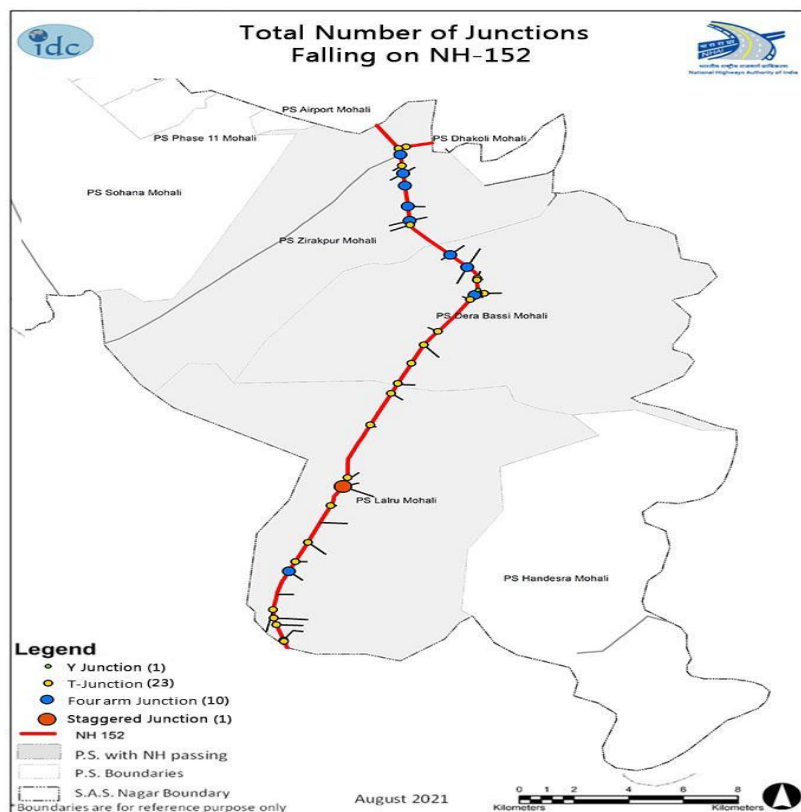 idc
Total Number of Junctions
Falling on NH-152
NHAI
National Highways Authority of India
PS Airport Mohali
PS Phase 11 Mohali
PS Dhakoli Mohali
PS Sohana Mohali
PS Zirakpur Mohali
PS Dera Bassi Mohali
PS Lalru Mohali
PS Handesra Mohali
Legend
Y Junction (1)
T-Junction (23)
Four arm Junction (10)
Staggered Junction (1)
NH 152
P.S. with NH passing
P.S. Boundaries
S.A.S. Nagar Boundary
*Boundaries are for reference purpose only
August 2021
0 2 4 6 8
Kilometers Kilometers